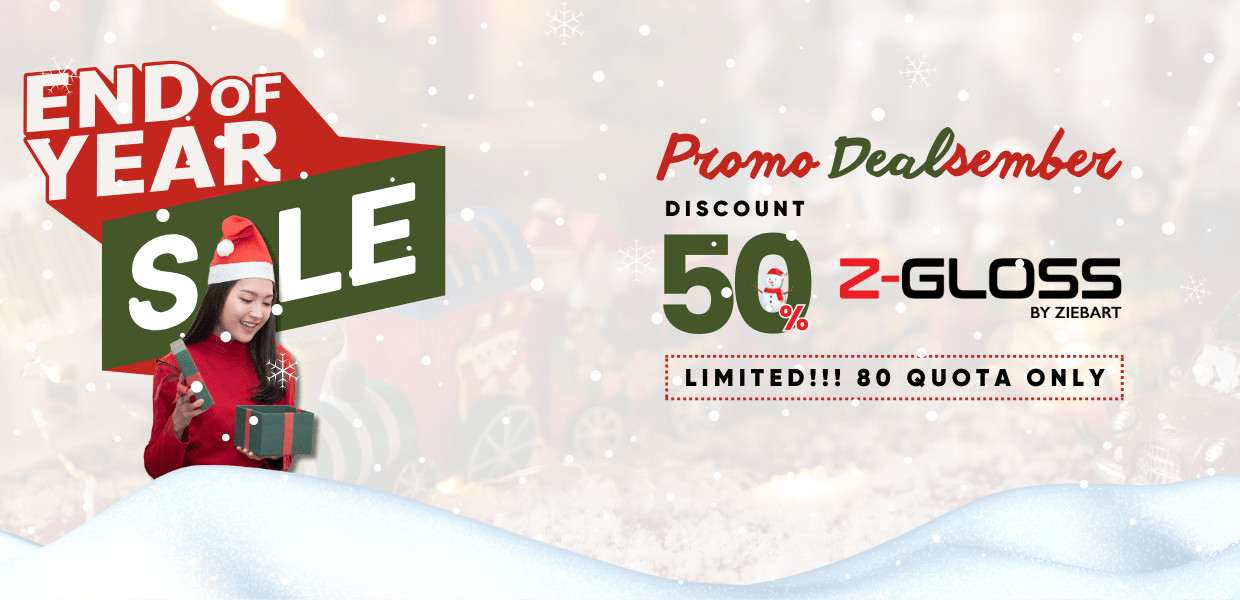 END OF
YEAR
SALE
Promo Dealsember
DISCOUNT
50%
Z-GLOSS
BY ZIEBART
LIMITED!!! 80 QUOTA ONLY